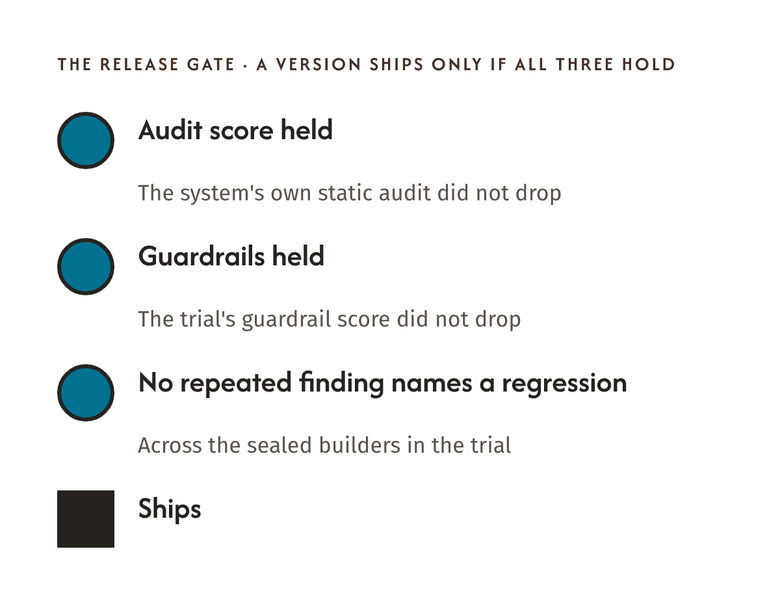 THE RELEASE GATE · A VERSION SHIPS ONLY IF ALL THREE HOLD
Audit score held
The system's own static audit did not drop
Guardrails held
The trial's guardrail score did not drop
No repeated finding names a regression
Across the sealed builders in the trial
Ships